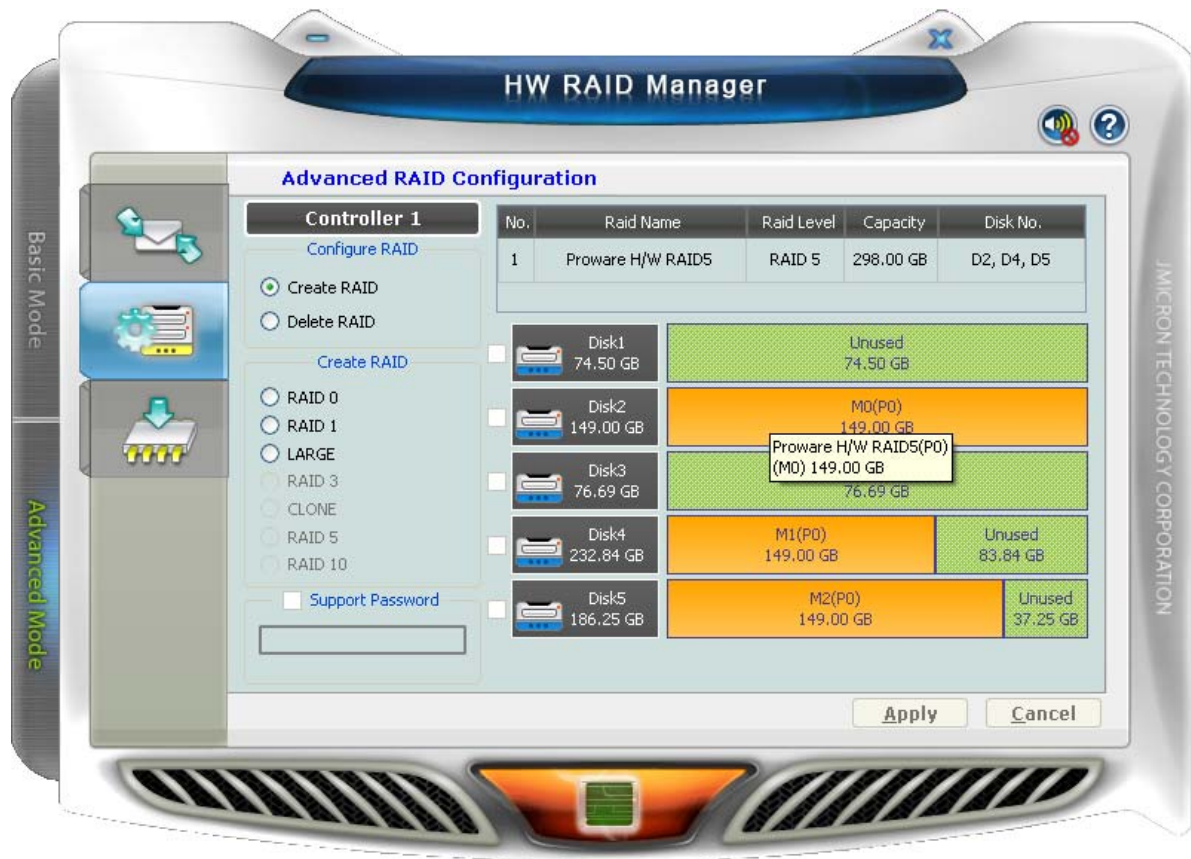 HW RAID Manager
Basic Mode
Advanced Mode
Advanced RAID Configuration
Controller 1
Configure RAID
Create RAID
Delete RAID
Create RAID
RAID 0
RAID 1
LARGE
RAID 3
CLONE
RAID 5
RAID 10
Support Password
No. Raid Name Raid Level Capacity Disk No.
1 Proware H/W RAID5 RAID 5 298.00 GB D2, D4, D5
Disk1
74.50 GB
Unused
74.50 GB
Disk2
149.00 GB
M0(P0)
149.00 GB
Proware H/W RAID5(P0)
(M0) 149.00 GB
Disk3
76.69 GB
76.69 GB
Disk4
232.84 GB
M1(P0)
149.00 GB
Unused
83.84 GB
Disk5
186.25 GB
M2(P0)
149.00 GB
Unused
37.25 GB
Apply
Cancel
JMICRON TECHNOLOGY CORPORATION